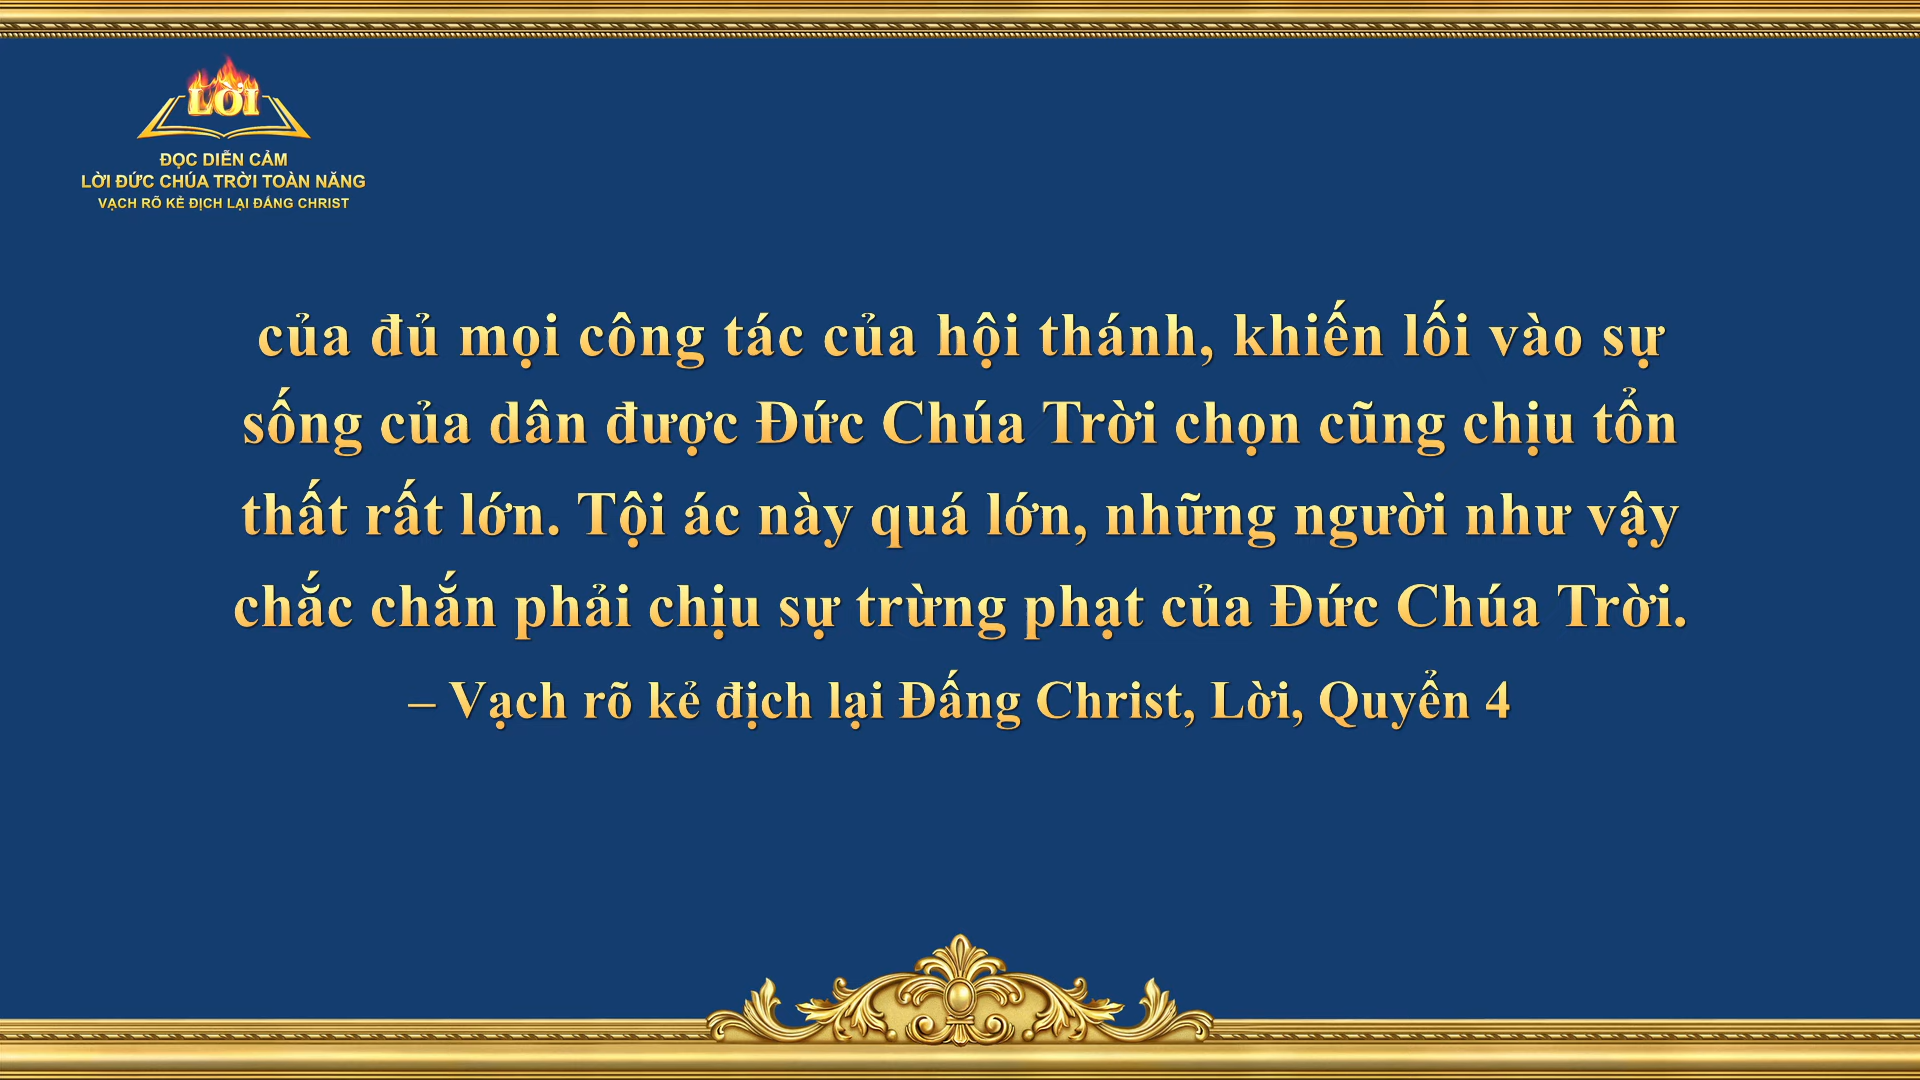 LỜI
ĐỌC DIỄN CẢM
LỜI ĐỨC CHÚA TRỜI TOÀN NĂNG
VẠCH RÕ KẺ ĐỊCH LẠI ĐẤNG CHRIST
của đủ mọi công tác của hội thánh, khiến lối vào sự
sống của dân được Đức Chúa Trời chọn cũng chịu tổn
thất rất lớn. Tội ác này quá lớn, những người như vậy
chắc chắn phải chịu sự trừng phạt của Đức Chúa Trời.
– Vạch rõ kẻ địch lại Đấng Christ, Lời, Quyển 4